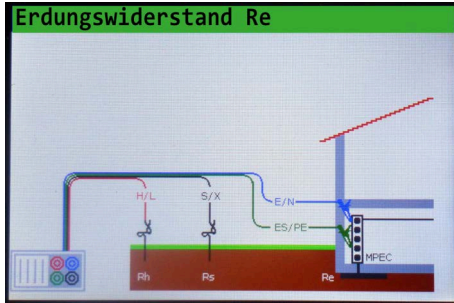 Erdungswiderstand Re
H/L
S/X
E/N
ES/PE
MPEC
Rh
Rs
Re